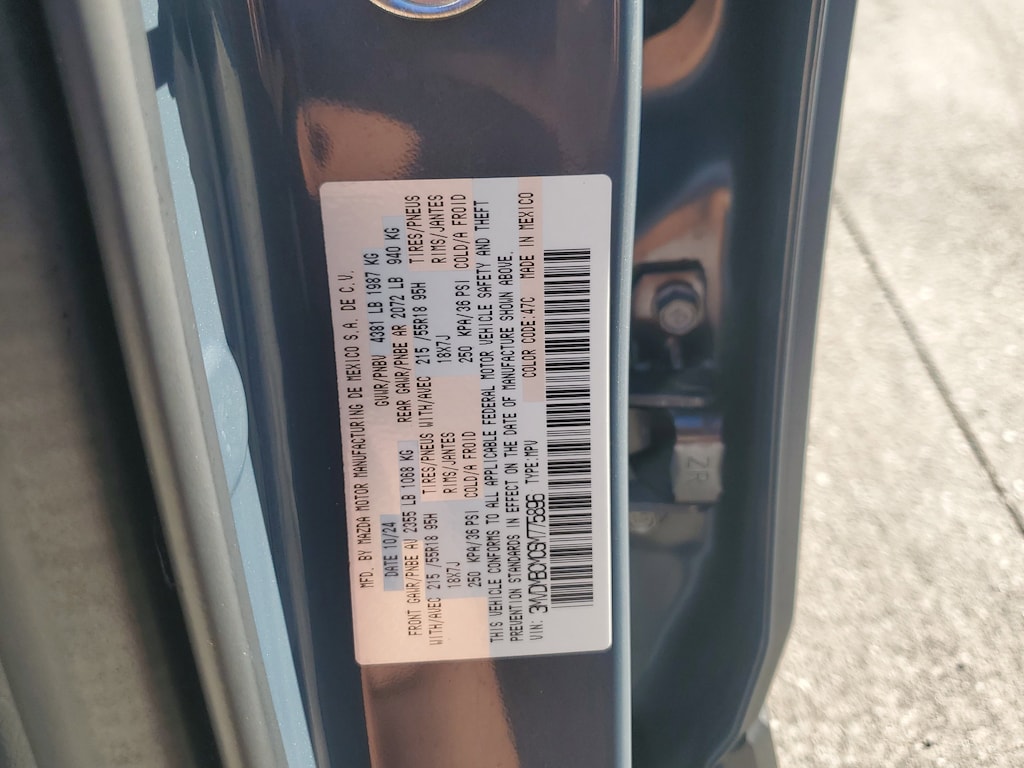 MFD. BY MAZDA MOTOR MANUFACTURING DE MEXICO S.A. DE C.V.
DATE 10/24 GVWR/PNBV 4381 LB 1987 KG
FRONT GAWR/PNBE AV 2355 LB 1068 KG REAR GAWR/PNBE AR 2072 LB 940 KG
WITH/AVEC 215 /55R18 95H TIRES/PNEUS WITH/AVEC 215 /55R18 95H TIRES/PNEUS
18X7J RIMS/JANTES 18X7J RIMS/JANTES
250 KPA/36 PSI COLD/A FROID 250 KPA/36 PSI COLD/A FROID
THIS VEHICLE CONFORMS TO ALL APPLICABLE FEDERAL MOTOR VEHICLE SAFETY AND THEFT
PREVENTION STANDARDS IN EFFECT ON THE DATE OF MANUFACTURE SHOWN ABOVE.
VIN: 3MVDMBCM0SM775896 TYPE:MPV COLOR CODE:47C MADE IN MEXICO
ZR